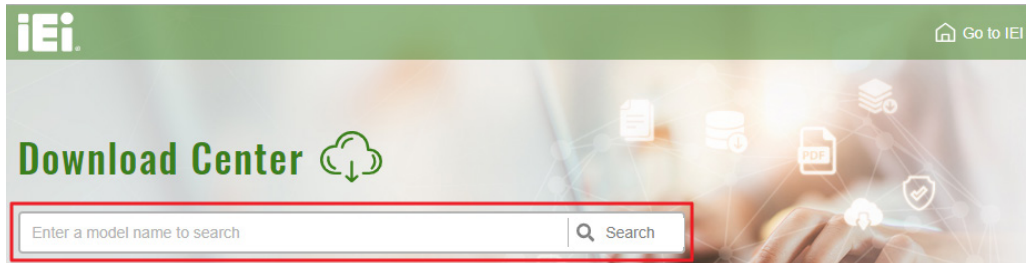 iEi
Go to IEI
Download Center
PDF
Enter a model name to search
Search